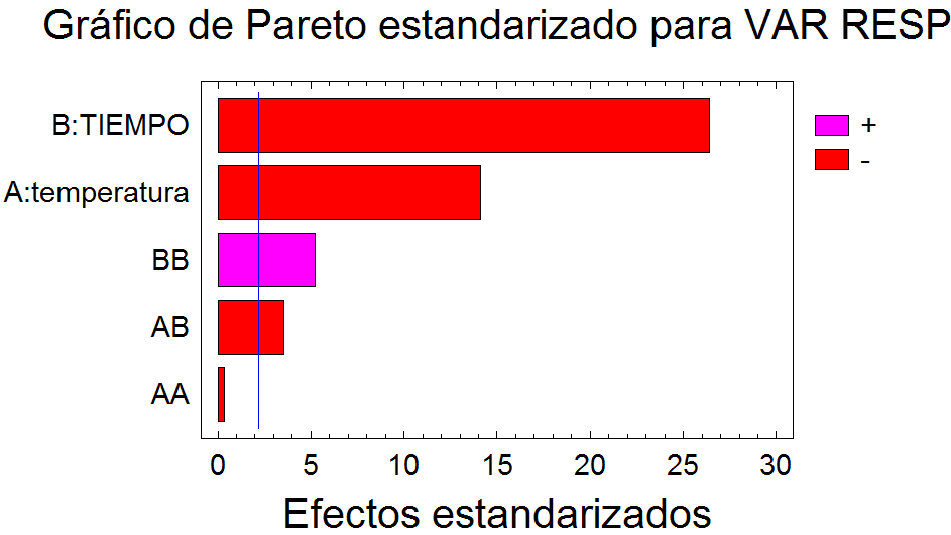 Gráfico de Pareto estandarizado para VAR RESP
B:TIEMPO
A:temperatura
BB
AB
AA
+
-
0 5 10 15 20 25 30
Efectos estandarizados